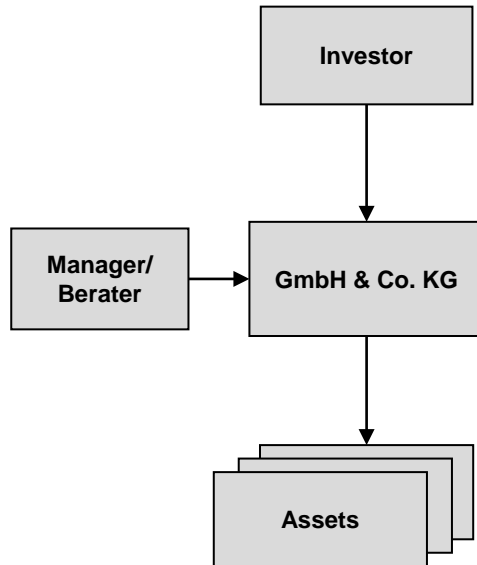 Investor
Manager/
Berater
GmbH & Co. KG
Assets